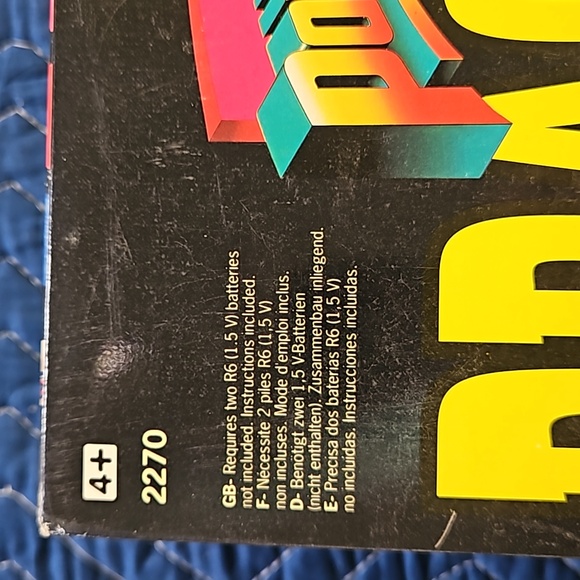 4+
2270
GB- Requires two R6 (1.5 V) batteries
not included. Instructions included.
F- Nécessite 2 piles R6 (1,5 V)
non incluses. Mode d'emploi inclus.
D- Benötigt zwei 1,5 V-Batterien
(nicht enthalten). Zusammenbau inliegend.
E- Precisa dos baterías R6 (1,5 V)
no incluidas. Instrucciones incluidas.